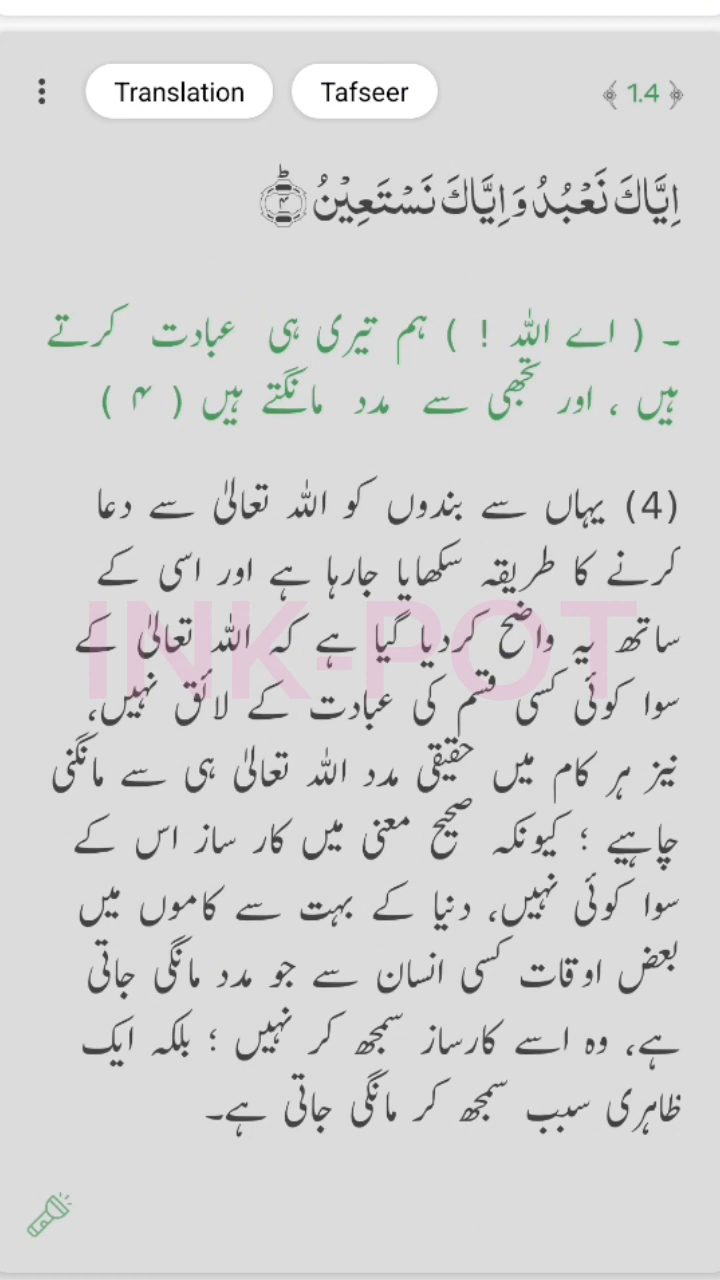 Translation
Tafseer
1.4
اِيَّاكَ نَعْبُدُ وَاِيَّاكَ نَسْتَعِيْنُؕ ۴
۔ ( اے اللہ ! ) ہم تیری ہی عبادت کرتے
ہیں ، اور تجھی سے مدد مانگتے ہیں ( ۴ )
(4) یہاں سے بندوں کو اللہ تعالیٰ سے دعا
کرنے کا طریقہ سکھایا جارہا ہے اور اسی کے
ساتھ یہ واضح کردیا گیا ہے کہ اللہ تعالیٰ کے
سوا کوئی کسی قسم کی عبادت کے لائق نہیں،
نیز ہر کام میں حقیقی مدد اللہ تعالیٰ ہی سے مانگنی
چاہیے ؛ کیونکہ صحیح معنی میں کار ساز اس کے
سوا کوئی نہیں، دنیا کے بہت سے کاموں میں
بعض اوقات کسی انسان سے جو مدد مانگی جاتی
ہے، وہ اسے کارساز سمجھ کر نہیں ؛ بلکہ ایک
ظاہری سبب سمجھ کر مانگی جاتی ہے۔
INK-POT